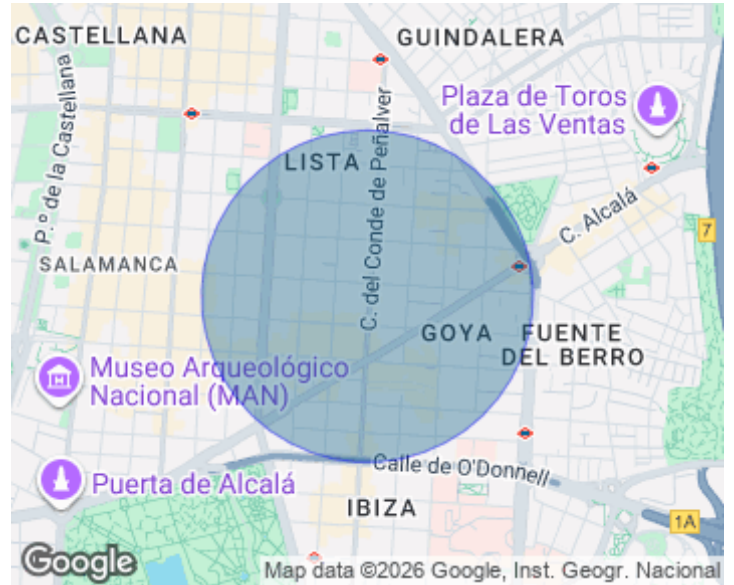 CASTELLANA
GUINDALERA
Plaza de Toros
de Las Ventas
P.º de la Castellana
LISTA
C. del Conde de Peñalver
C. Alcalá
7
SALAMANCA
GOYA
FUENTE
DEL BERRO
Museo Arqueológico
Nacional (MAN)
Calle de O'Donnell
Puerta de Alcalá
IBIZA
1A
Google
Map data ©2026 Google, Inst. Geogr. Nacional